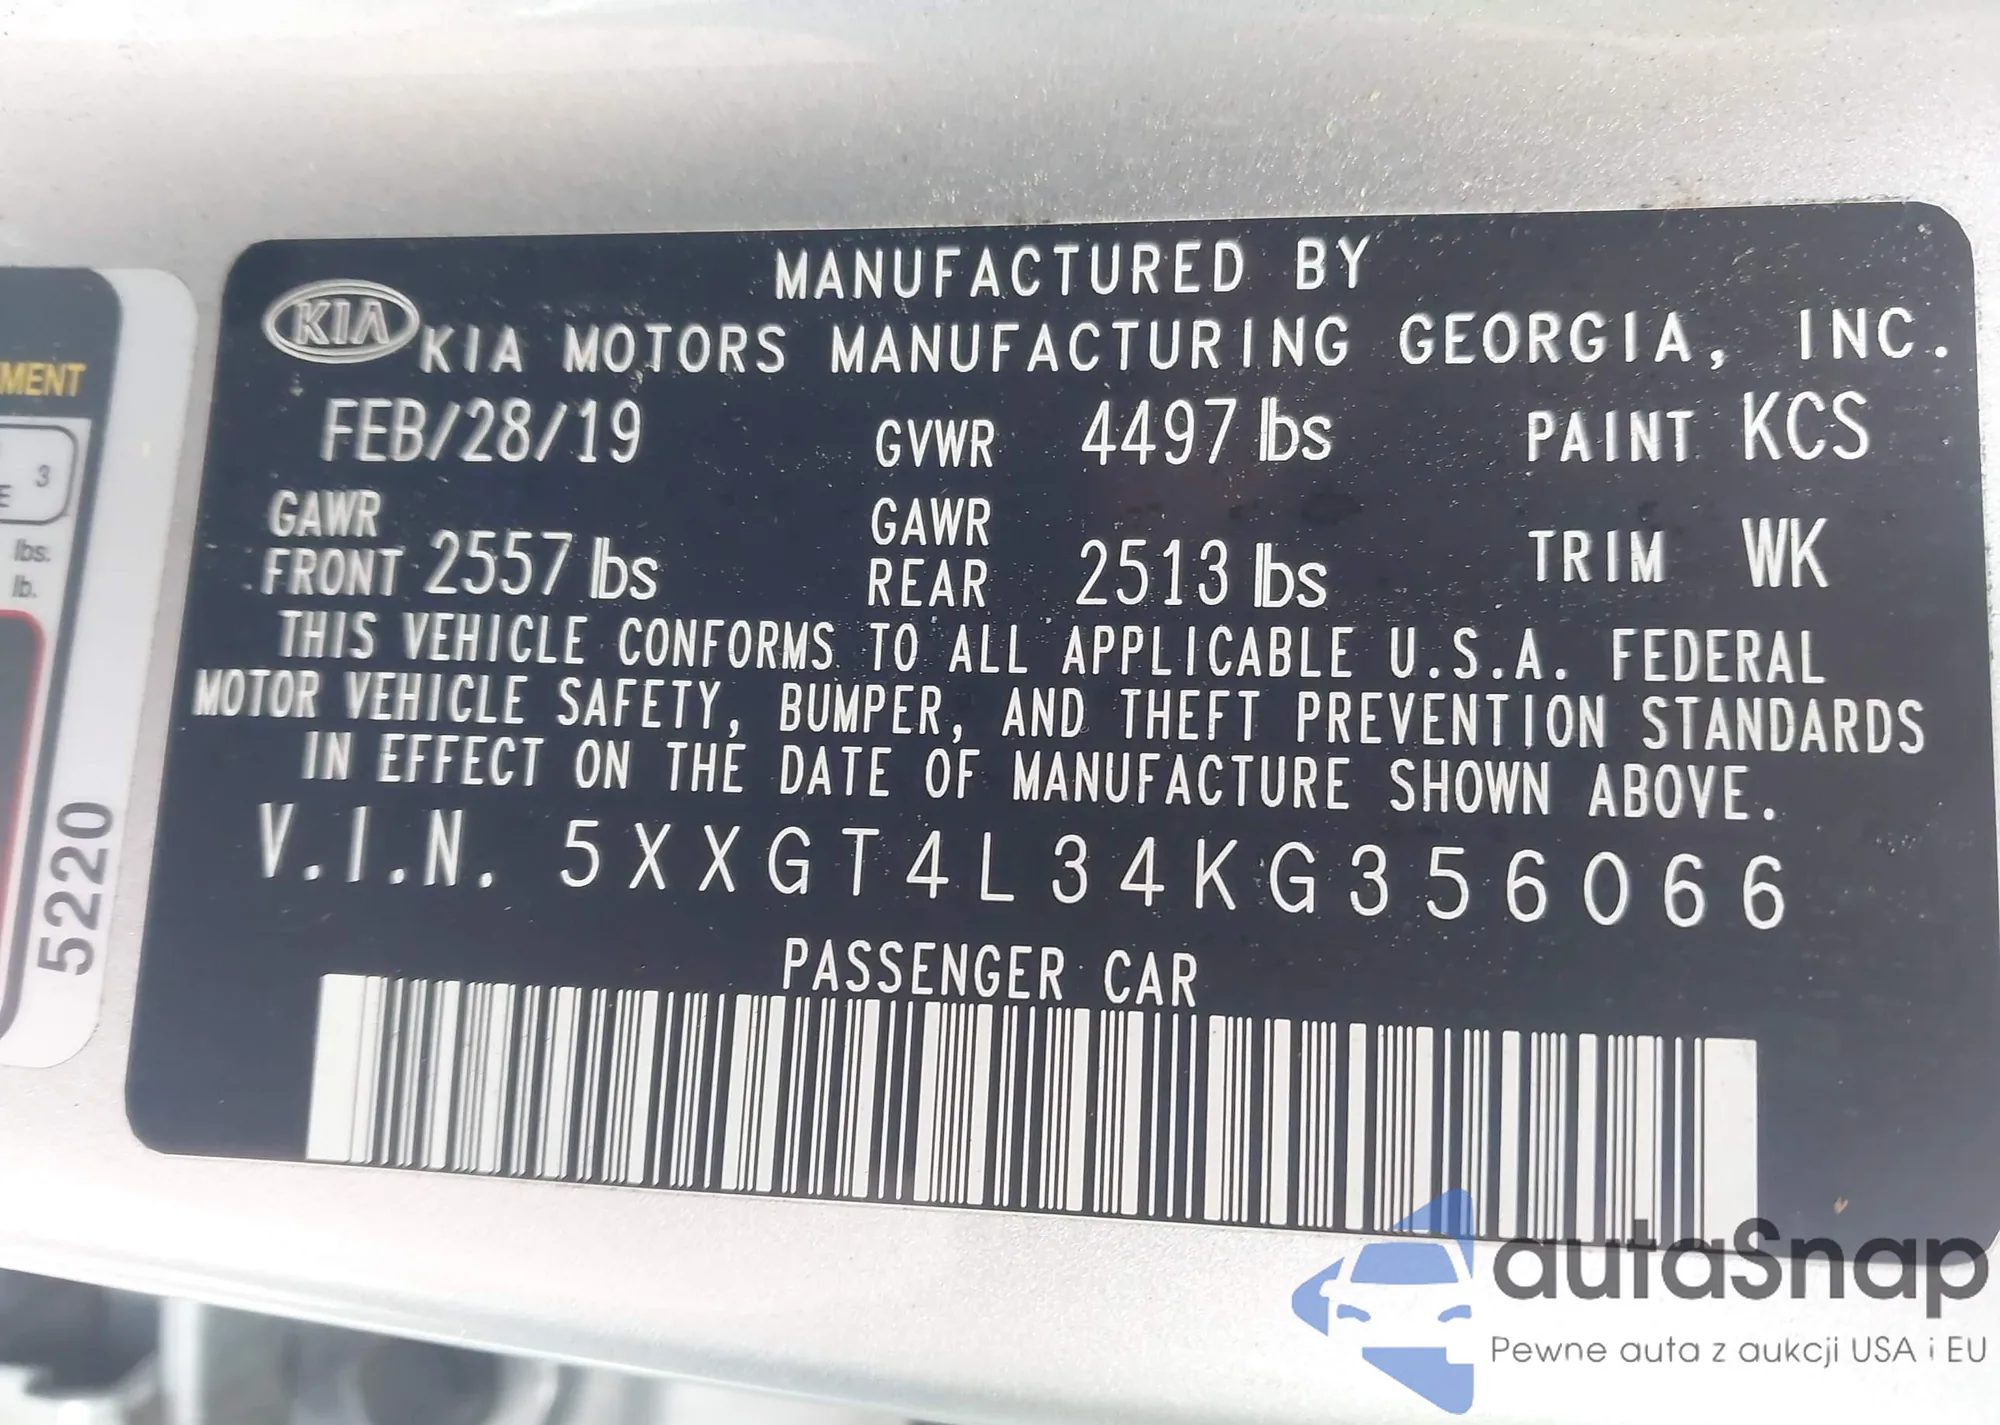 MANUFACTURED BY
KIA KIA MOTORS MANUFACTURING GEORGIA, INC.
FEB/28/19 GVWR 4497 lbs PAINT KCS
GAWR FRONT 2557 lbs GAWR REAR 2513 lbs TRIM WK
THIS VEHICLE CONFORMS TO ALL APPLICABLE U.S.A. FEDERAL
MOTOR VEHICLE SAFETY, BUMPER, AND THEFT PREVENTION STANDARDS
IN EFFECT ON THE DATE OF MANUFACTURE SHOWN ABOVE.
V.I.N. 5XXGT4L34KG356066
PASSENGER CAR
3
lbs.
lb.
5220
autaSnap
Pewne auta z aukcji USA i EU